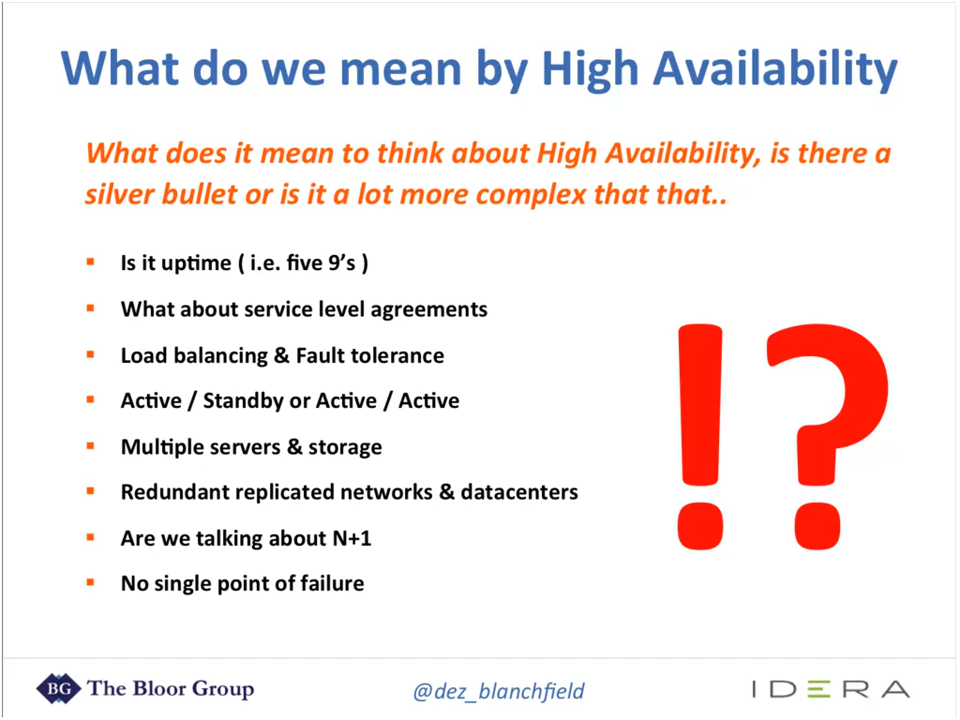 What do we mean by High Availability
What does it mean to think about High Availability, is there a
silver bullet or is it a lot more complex that that..
▪ Is it uptime ( i.e. five 9’s )
▪ What about service level agreements
▪ Load balancing & Fault tolerance
▪ Active / Standby or Active / Active
▪ Multiple servers & storage
▪ Redundant replicated networks & datacenters
▪ Are we talking about N+1
▪ No single point of failure
!?
BG The Bloor Group
@dez_blanchfield
IDERA